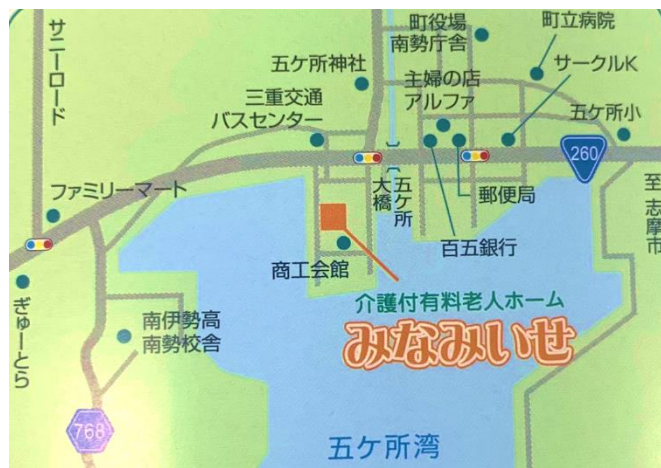 サニーロード
町役場
南勢庁舎
町立病院
五ケ所神社
主婦の店
アルファ
サークルK
三重交通
バスセンター
五ケ所小
260
ファミリーマート
五ケ所
大橋
郵便局
至 志摩市
百五銀行
商工会館
ぎゅーとら
介護付有料老人ホーム
みなみいせ
南伊勢高
南勢校舎
768
五ケ所湾